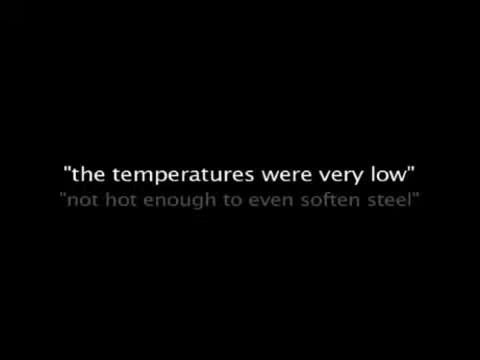 "the temperatures were very low"
"not hot enough to even soften steel"